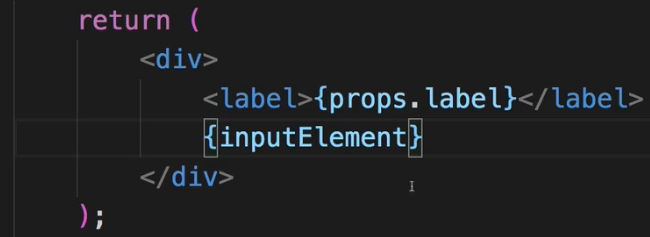 return (
<div>
<label>{props.label}</label>
{inputElement}
</div>
);